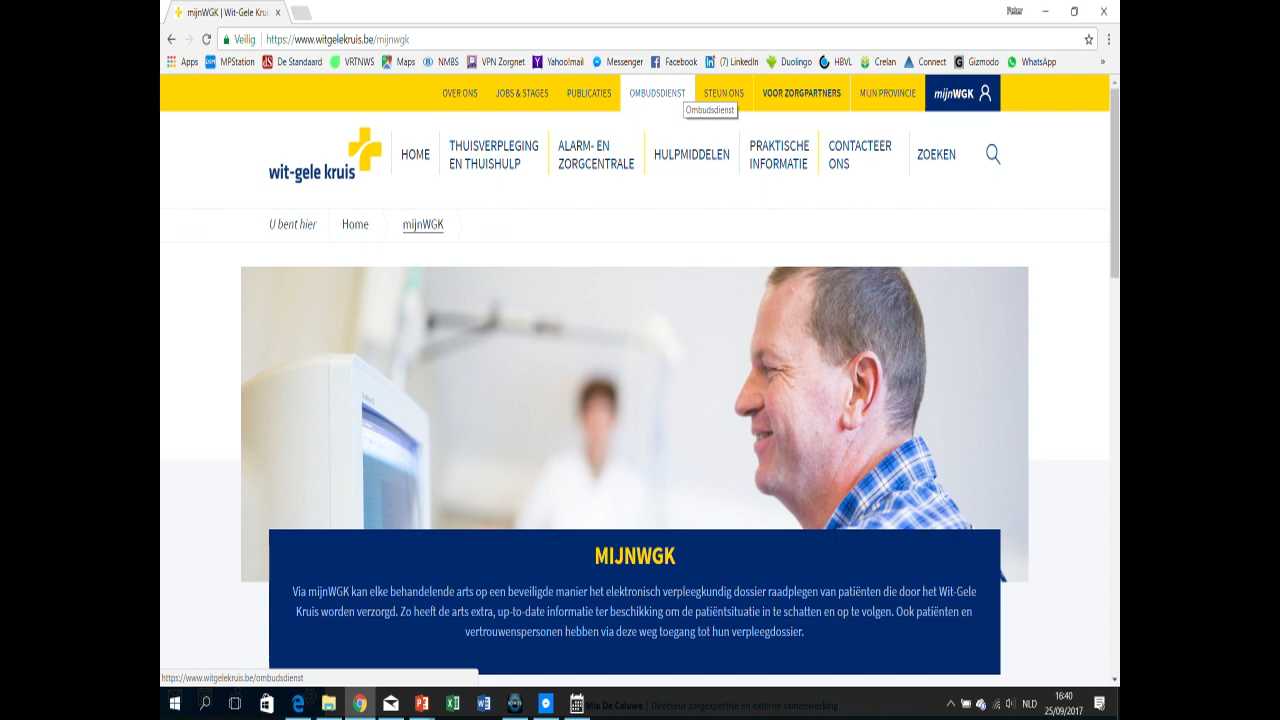 mijnWGK | Wit-Gele Krui
Peter
Veilig
https://www.witgelekruis.be/mijnwgk
Apps MPStation De Standaard VRTNWS Maps NMBS VPN Zorgnet Yahoo!mail Messenger Facebook (7) LinkedIn Duolingo HBVL Crelan Connect Gizmodo WhatsApp »
OVER ONS JOBS & STAGES PUBLICATIES OMBUDSDIENST STEUN ONS VOOR ZORGPARTNERS MIJN PROVINCIE mijnWGK
Ombudsdienst
wit-gele kruis
HOME
THUISVERPLEGING
EN THUISHULP
ALARM- EN
ZORGCENTRALE
HULPMIDDELEN
PRAKTISCHE
INFORMATIE
CONTACTEER
ONS
ZOEKEN
U bent hier Home mijnWGK
MIJNWGK
Via mijnWGK kan elke behandelende arts op een beveiligde manier het elektronisch verpleegkundig dossier raadplegen van patiënten die door het Wit-Gele
Kruis worden verzorgd. Zo heeft de arts extra, up-to-date informatie ter beschikking om de patiëntsituatie in te schatten en op te volgen. Ook patiënten en
vertrouwenspersonen hebben via deze weg toegang tot hun verpleegdossier.
https://www.witgelekruis.be/ombudsdienst
Mia De Caluwe | Directeur zorgexpertise en externe samenwerking
NLD
16:40
25/09/2017